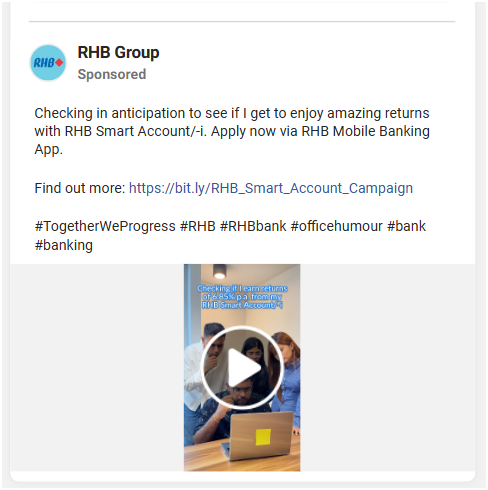 RHB
RHB Group
Sponsored
Checking in anticipation to see if I get to enjoy amazing returns
with RHB Smart Account/-i. Apply now via RHB Mobile Banking
App.
Find out more: https://bit.ly/RHB_Smart_Account_Campaign
#TogetherWeProgress #RHB #RHBbank #officehumour #bank
#banking
Checking if I earn returns
of 6.85% p.a. from my
RHB Smart Account/-i